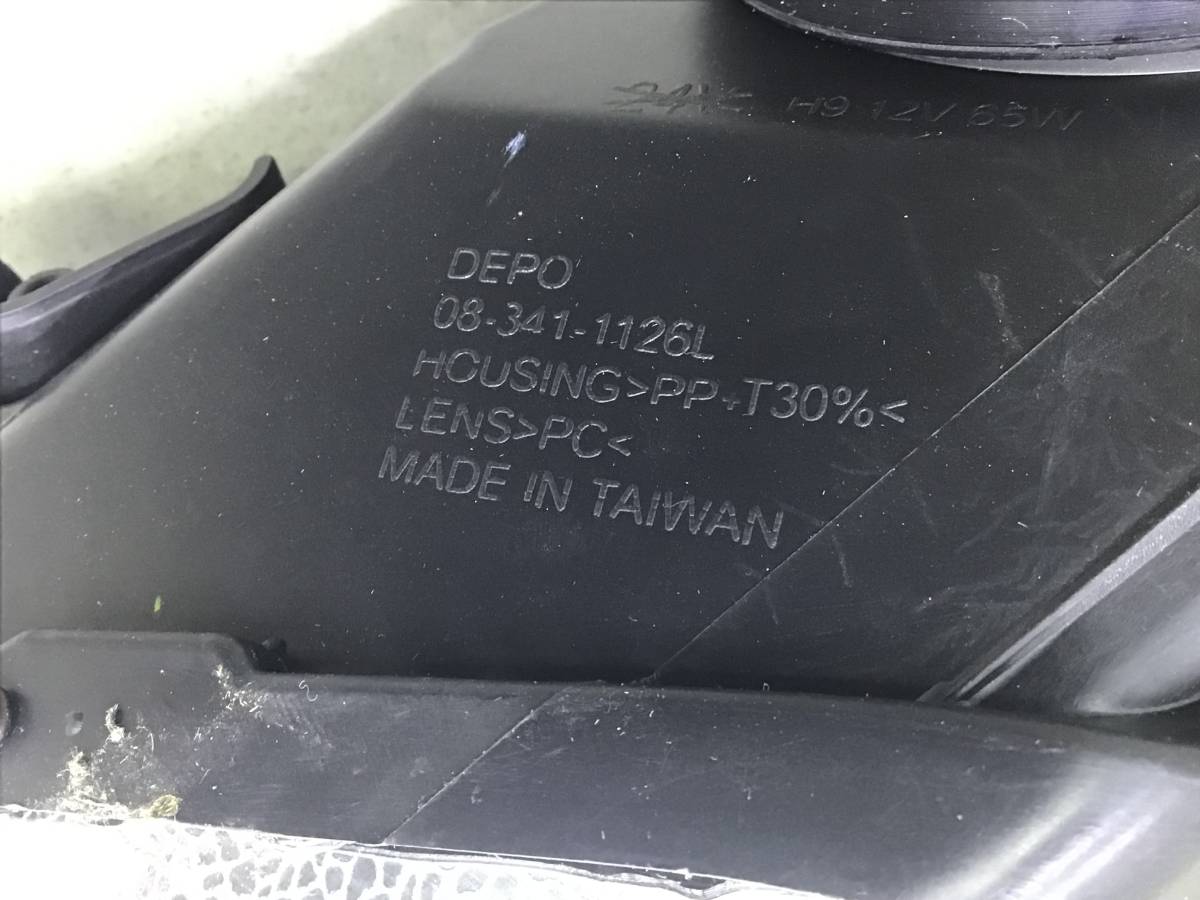 H9 12V 65W
DEPO
08-341-1126L
HOUSING>PP+T30%<
LENS>PC<
MADE IN TAIWAN